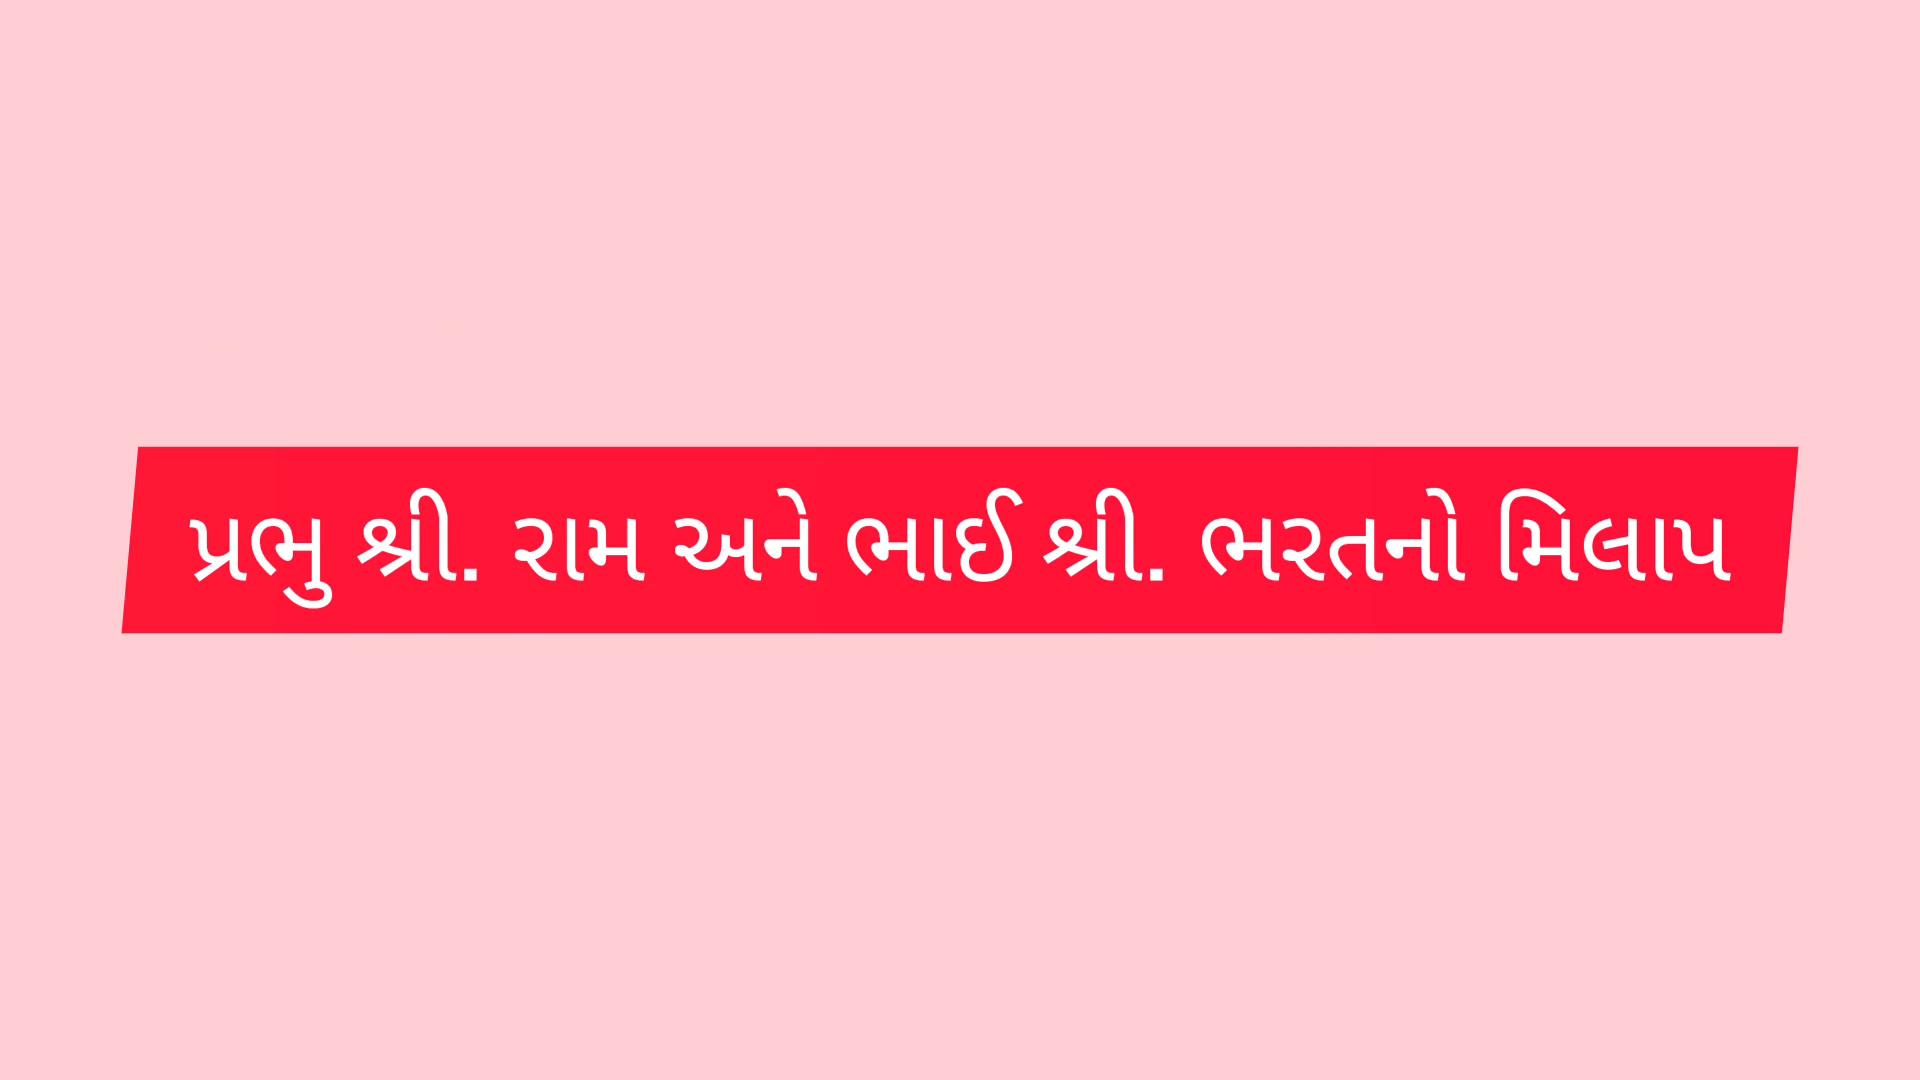 પ્રભુ શ્રી. રામ અને ભાઈ શ્રી. ભરતનો મિલાપ